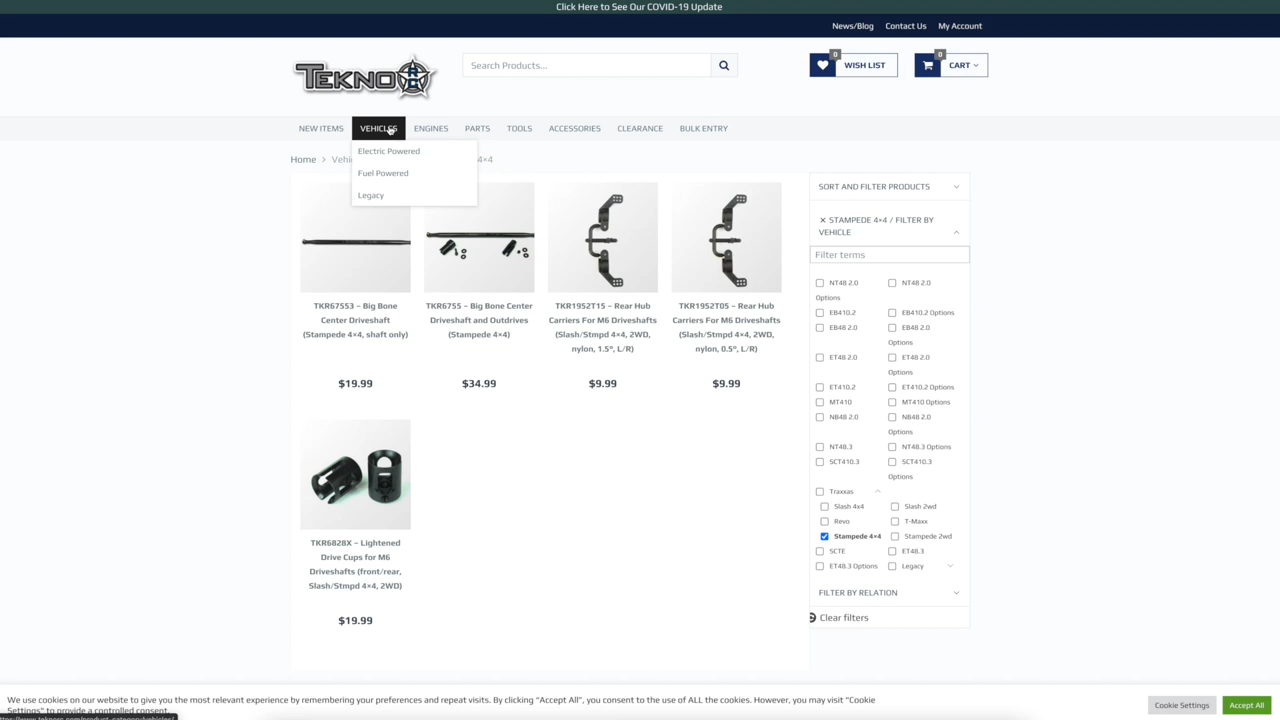 Click Here to See Our COVID-19 Update
News/Blog Contact Us My Account
TEKNO RC
Search Products...
0
WISH LIST
0
CART
NEW ITEMS VEHICLES ENGINES PARTS TOOLS ACCESSORIES CLEARANCE BULK ENTRY
Electric Powered
Fuel Powered
Legacy
Home > Vehi 4×4
TKR67553 – Big Bone
Center Driveshaft
(Stampede 4×4, shaft only)
$19.99
TKR6755 – Big Bone Center
Driveshaft and Outdrives
(Stampede 4×4)
$34.99
TKR1952T15 – Rear Hub
Carriers For M6 Driveshafts
(Slash/Stmpd 4×4, 2WD,
nylon, 1.5°, L/R)
$9.99
TKR1952T05 – Rear Hub
Carriers For M6 Driveshafts
(Slash/Stmpd 4×4, 2WD,
nylon, 0.5°, L/R)
$9.99
TKR6828X – Lightened
Drive Cups for M6
Driveshafts (front/rear,
Slash/Stmpd 4×4, 2WD)
$19.99
SORT AND FILTER PRODUCTS
× STAMPEDE 4×4 / FILTER BY
VEHICLE
Filter terms
NT48 2.0 NT48 2.0
Options
EB410.2 EB410.2 Options
EB48 2.0 EB48 2.0
Options
ET48 2.0 ET48 2.0
Options
ET410.2 ET410.2 Options
MT410 MT410 Options
NB48 2.0 NB48 2.0
Options
NT48.3 NT48.3 Options
SCT410.3 SCT410.3
Options
Traxxas
Slash 4x4 Slash 2wd
Revo T-Maxx
Stampede 4×4 Stampede 2wd
SCTE ET48.3
ET48.3 Options Legacy
FILTER BY RELATION
Clear filters
We use cookies on our website to give you the most relevant experience by remembering your preferences and repeat visits. By clicking "Accept All", you consent to the use of ALL the cookies. However, you may visit "Cookie
Settings" to provide a controlled consent.
Cookie Settings
Accept All